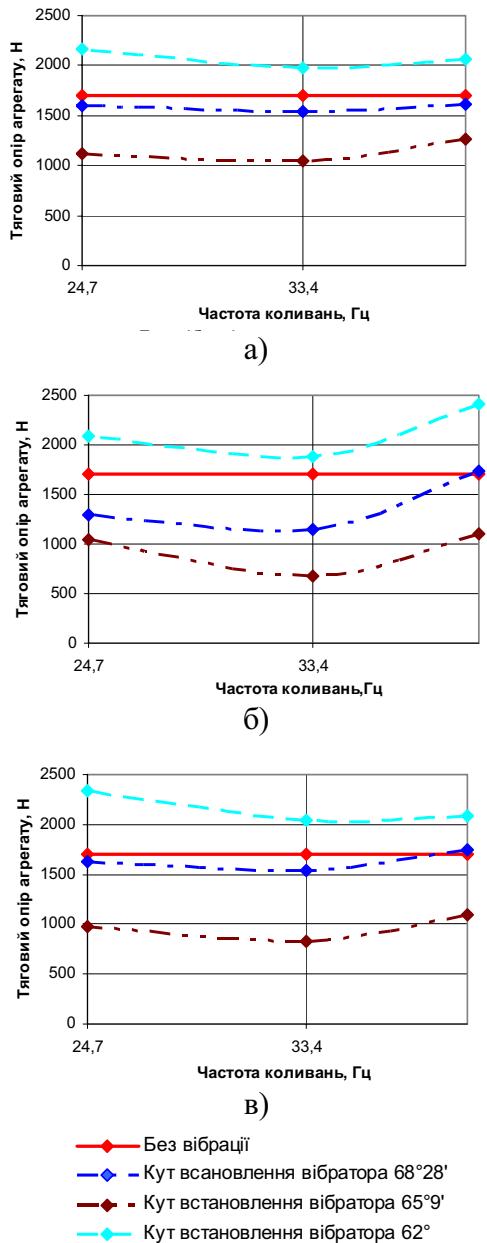 2500
2000
1500
1000
500
0
Тяговий опір агрегату, Н
24,7
33,4
Частота коливань, Гц
а)
2500
2000
1500
1000
500
0
Тяговий опір агрегату, Н
24,7
33,4
Частота коливань,Гц
б)
2500
2000
1500
1000
500
0
Тяговий опір агрегату, Н
24,7
33,4
Частота коливань, Гц
в)
Без вібрації
Кут всановлення вібратора 68°28'
Кут встановлення вібратора 65°9'
Кут встановлення вібратора 62°